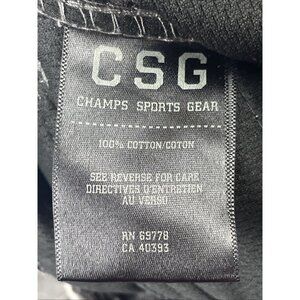 CSG
CHAMPS SPORTS GEAR
100% COTTON/COTON
SEE REVERSE FOR CARE
DIRECTIVES D'ENTRETIEN
AU VERSO
RN 69778
CA 40393